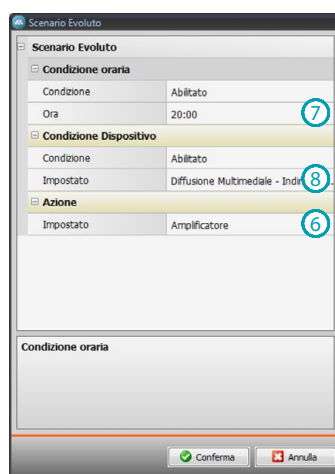 Scenario Evoluto
Scenario Evoluto
Condizione oraria
Condizione Abilitato
Ora 20:00 7
Condizione Dispositivo
Condizione Abilitato
Impostato Diffusione Multimediale - Indi 8 ..
Azione
Impostato Amplificatore 6
Condizione oraria
Conferma Annulla